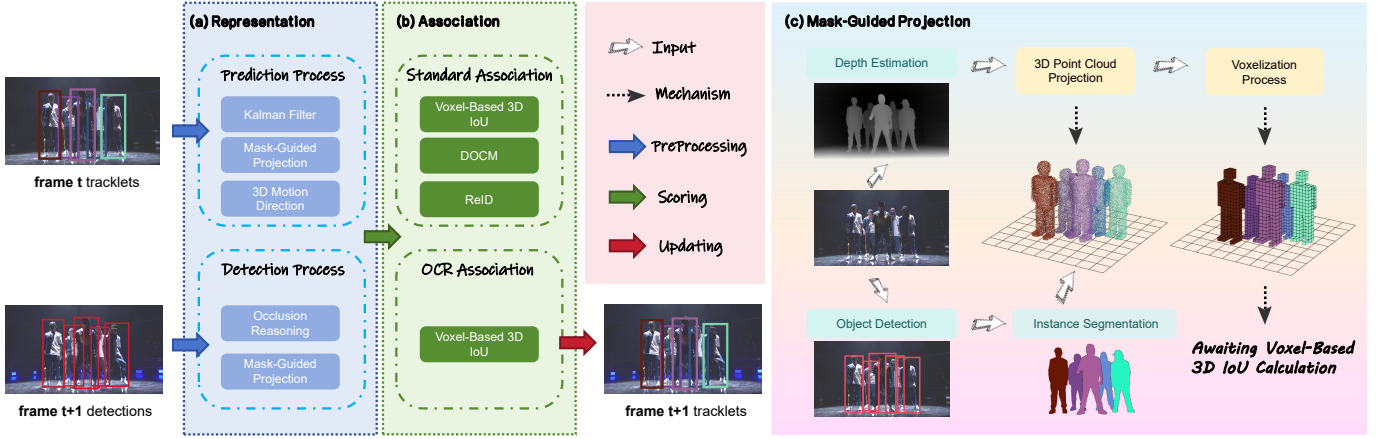 frame t tracklets
frame t+1 detections
(a) Representation
Prediction Process
Kalman Filter
Mask-Guided
Projection
3D Motion
Direction
Detection Process
Occlusion
Reasoning
Mask-Guided
Projection
(b) Association
Standard Association
Voxel-Based 3D
IoU
DOCM
ReID
OCR Association
Voxel-Based 3D
IoU
Input
Mechanism
PreProcessing
Scoring
Updating
frame t+1 tracklets
(c) Mask-Guided Projection
Depth Estimation
3D Point Cloud
Projection
Voxelization
Process
Object Detection
Instance Segmentation
Awaiting Voxel-Based
3D IoU Calculation